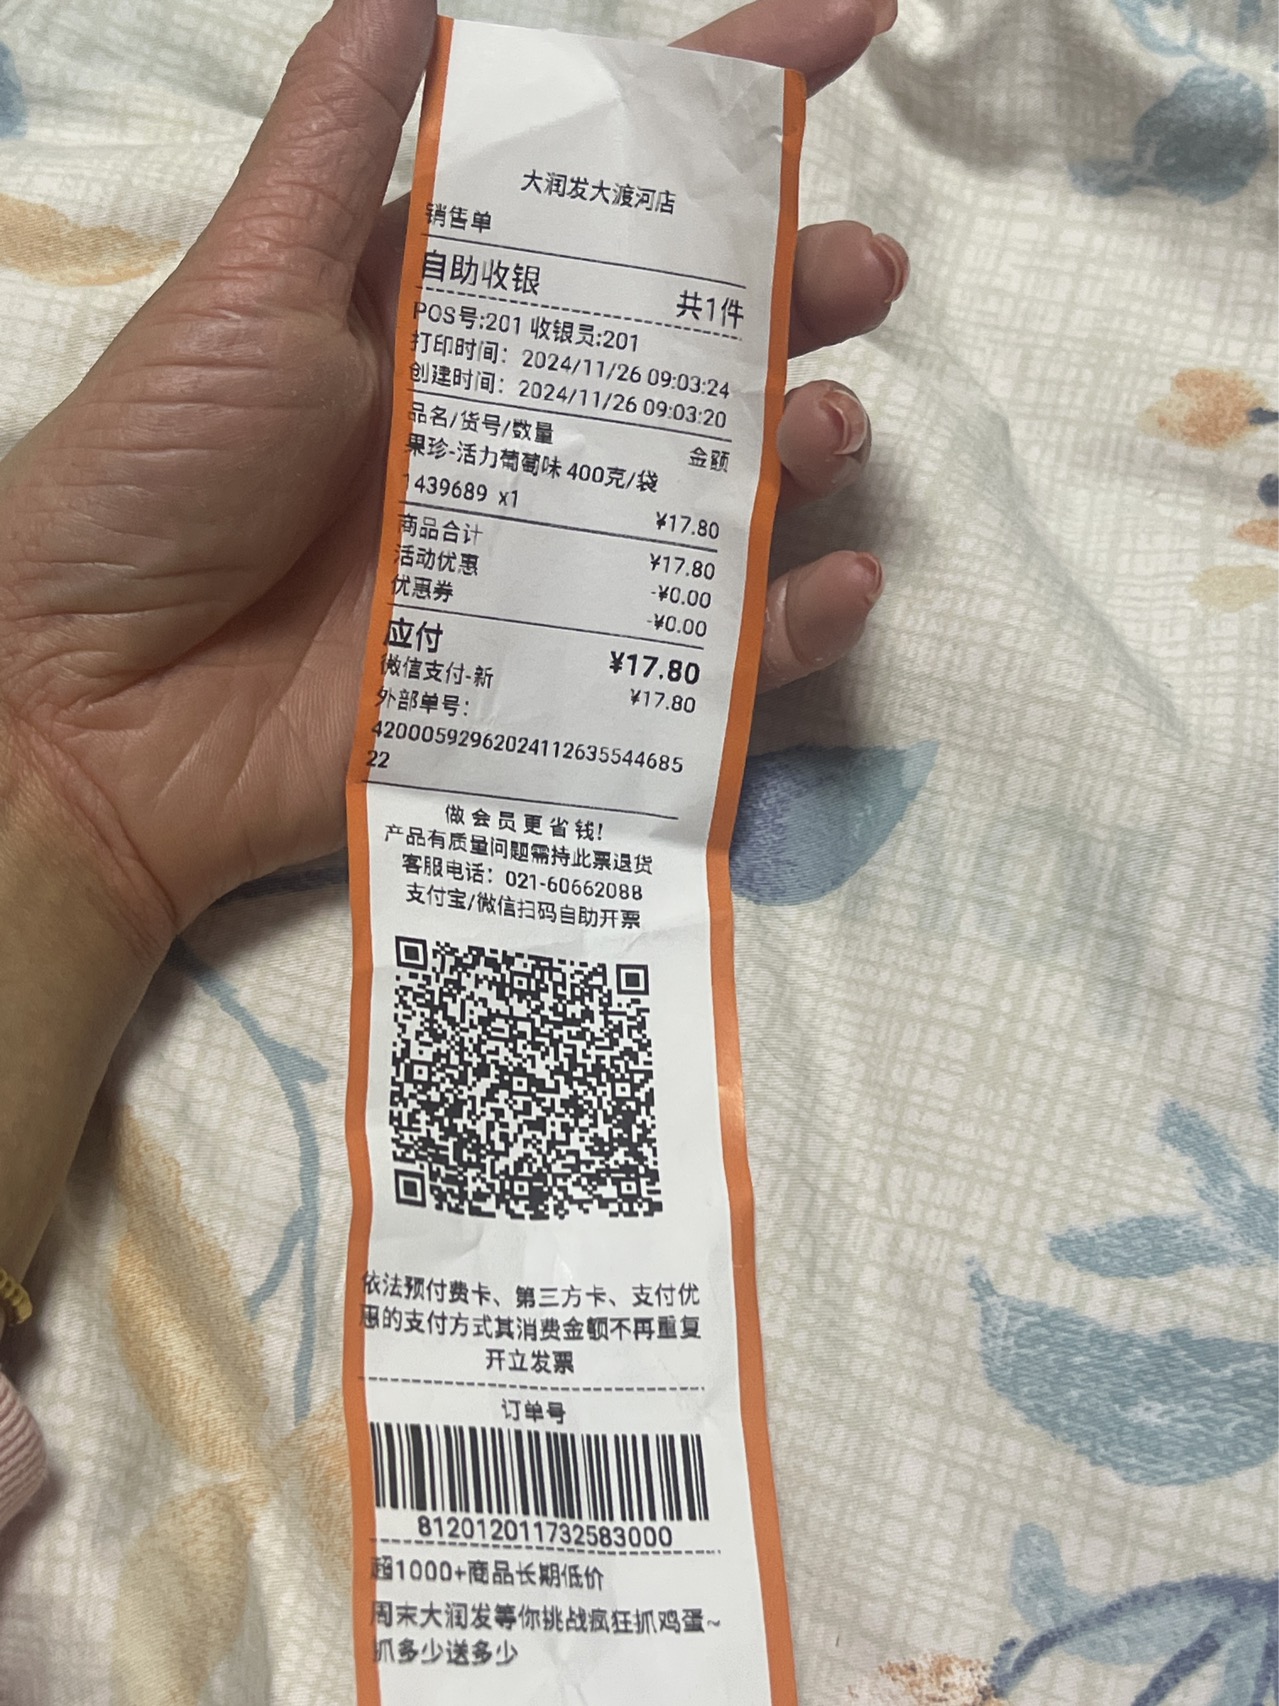 大润发大渡河店
销售单
自助收银 共1件
POS号:201 收银员:201
打印时间：2024/11/26 09:03:24
创建时间：2024/11/26 09:03:20
品名/货号/数量 金额
果珍-活力葡萄味 400克/袋
1439689 x1 ¥17.80
商品合计 ¥17.80
活动优惠 -¥0.00
优惠券 -¥0.00
应付 ¥17.80
微信支付-新 ¥17.80
外部单号：
42000592962024112635544685
22
做会员更省钱!
产品有质量问题需持此票退货
客服电话：021-60662088
支付宝/微信扫码自助开票
依法预付费卡、第三方卡、支付优
惠的支付方式其消费金额不再重复
开立发票
订单号
812012011732583000
超1000+商品长期低价
周末大润发等你挑战疯狂抓鸡蛋~
抓多少送多少